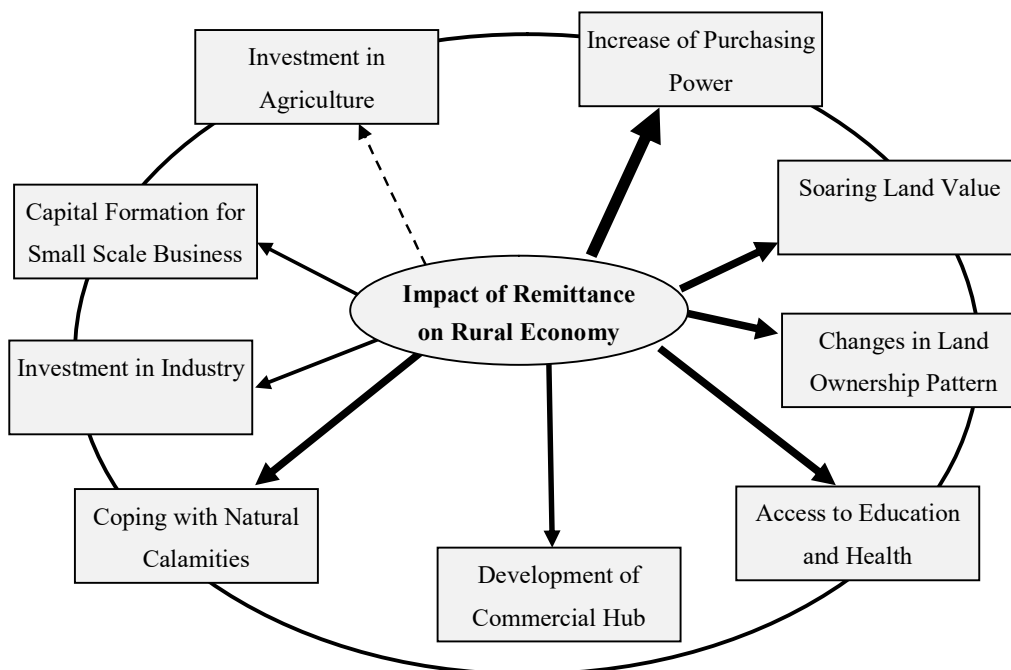 Investment in
Agriculture
Increase of Purchasing
Power
Soaring Land Value
Capital Formation for
Small Scale Business
Impact of Remittance
on Rural Economy
Changes in Land
Ownership Pattern
Investment in Industry
Coping with Natural
Calamities
Access to Education
and Health
Development of
Commercial Hub